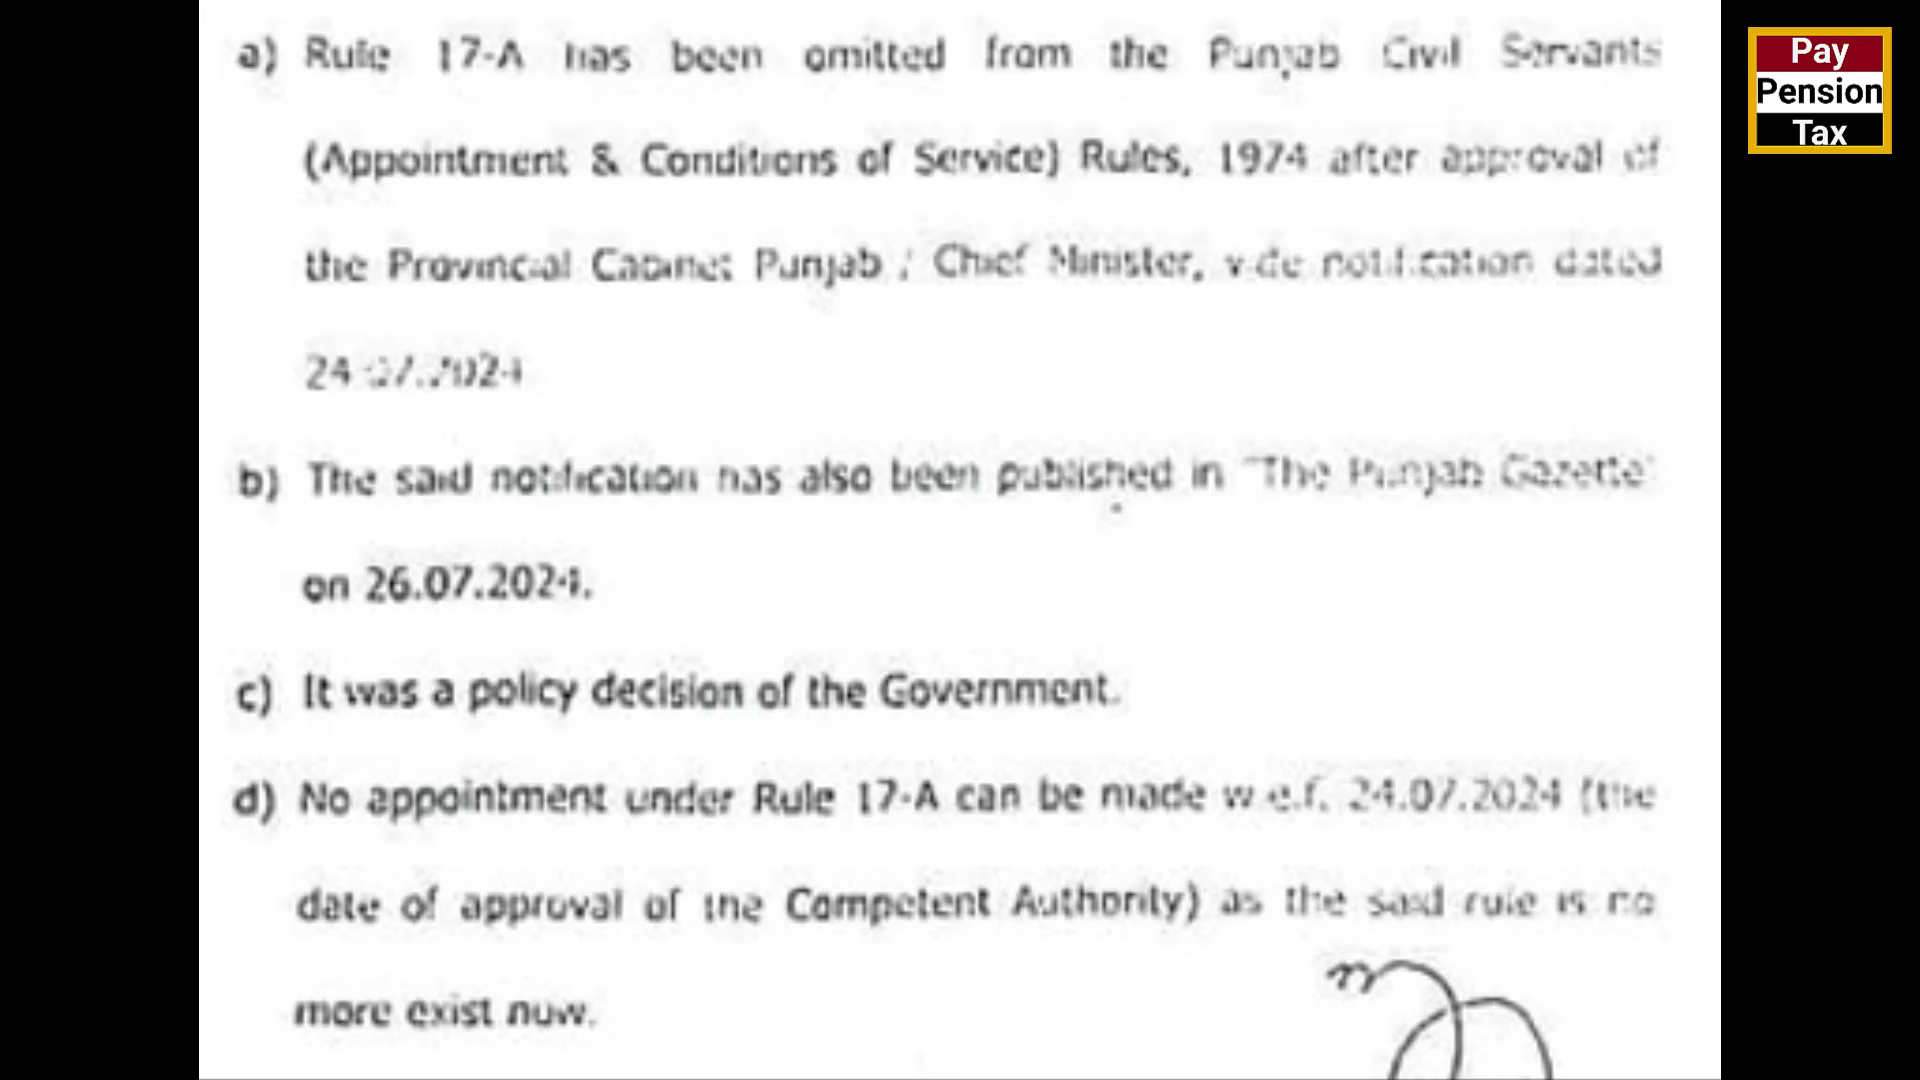 a) Rule 17-A has been omitted from the Punjab Civil Servants
(Appointment & Conditions of Service) Rules, 1974 after approval of
the Provincial Cabinet Punjab / Chief Minister, vide notification dated
24.07.2024
b) The said notification has also been published in "The Punjab Gazette"
on 26.07.2024.
c) It was a policy decision of the Government.
d) No appointment under Rule 17-A can be made w.e.f. 24.07.2024 (the
date of approval of the Competent Authority) as the said rule is no
more exist now.
Pay
Pension
Tax